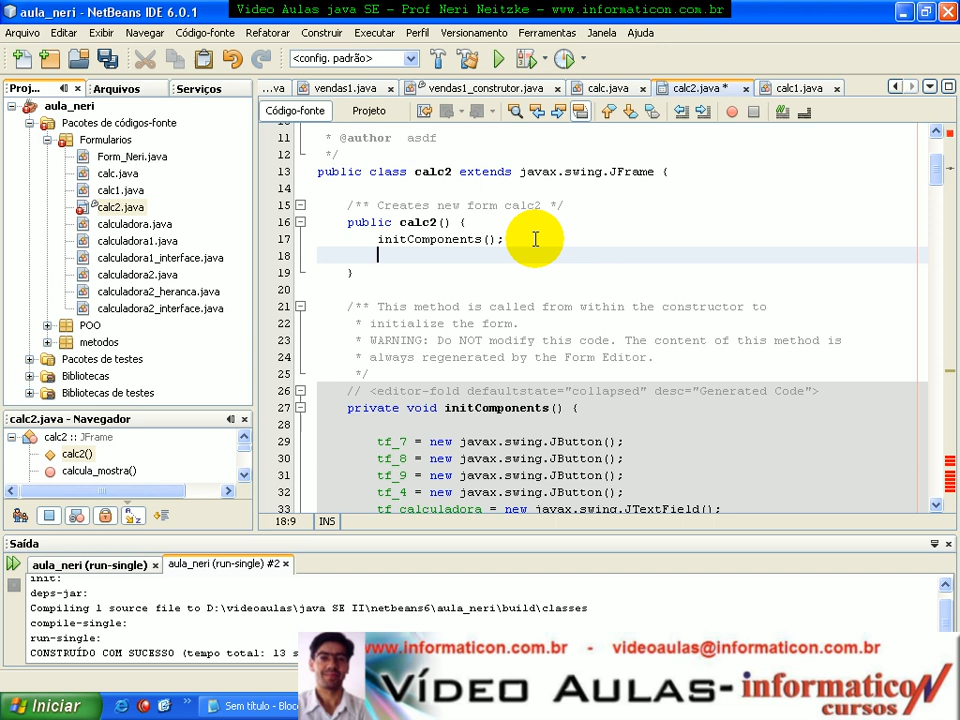 aula_neri - NetBeans IDE 6.0.1
Video Aulas java SE - Prof Neri Neitzke - www.informaticon.com.br
Arquivo Editar Exibir Navegar Código-fonte Refatorar Construir Executar Perfil Versionamento Ferramentas Janela Ajuda
<config. padrão>
Proj... Arquivos Serviços
...va vendas1.java vendas1_construtor.java calc.java calc2.java * calc1.java
Código-fonte Projeto
aula_neri
Pacotes de códigos-fonte
Formularios
Form_Neri.java
calc.java
calc1.java
calc2.java
calculadora.java
calculadora1.java
calculadora1_interface.java
calculadora2.java
calculadora2_heranca.java
calculadora2_interface.java
POO
metodos
Pacotes de testes
Bibliotecas
Bibliotecas de testes
calc2.java - Navegador
calc2 :: JFrame
calc2()
calcula_mostra()
11 * @author asdf
12 */
13 public class calc2 extends javax.swing.JFrame {
14
15 /** Creates new form calc2 */
16 public calc2() {
17 initComponents();
18
19 }
20
21 /** This method is called from within the constructor to
22 * initialize the form.
23 * WARNING: Do NOT modify this code. The content of this method is
24 * always regenerated by the Form Editor.
25 */
26 // <editor-fold defaultstate="collapsed" desc="Generated Code">
27 private void initComponents() {
28
29 tf_7 = new javax.swing.JButton();
30 tf_8 = new javax.swing.JButton();
31 tf_9 = new javax.swing.JButton();
32 tf_4 = new javax.swing.JButton();
33 tf_calculadora = new javax.swing.JTextField();
18:9 INS
Saída
aula_neri (run-single) aula_neri (run-single) #2
init:
deps-jar:
Compiling 1 source file to D:\videoaulas\java SE II\netbeans6\aula_neri\build\classes
compile-single:
run-single:
CONSTRUÍDO COM SUCESSO (tempo total: 13 s
www.informaticon.com.br - videoaulas@informaticon.com.br
VÍDEO AULAS-informaticoN
cursos
Iniciar
Sem título - Bloc